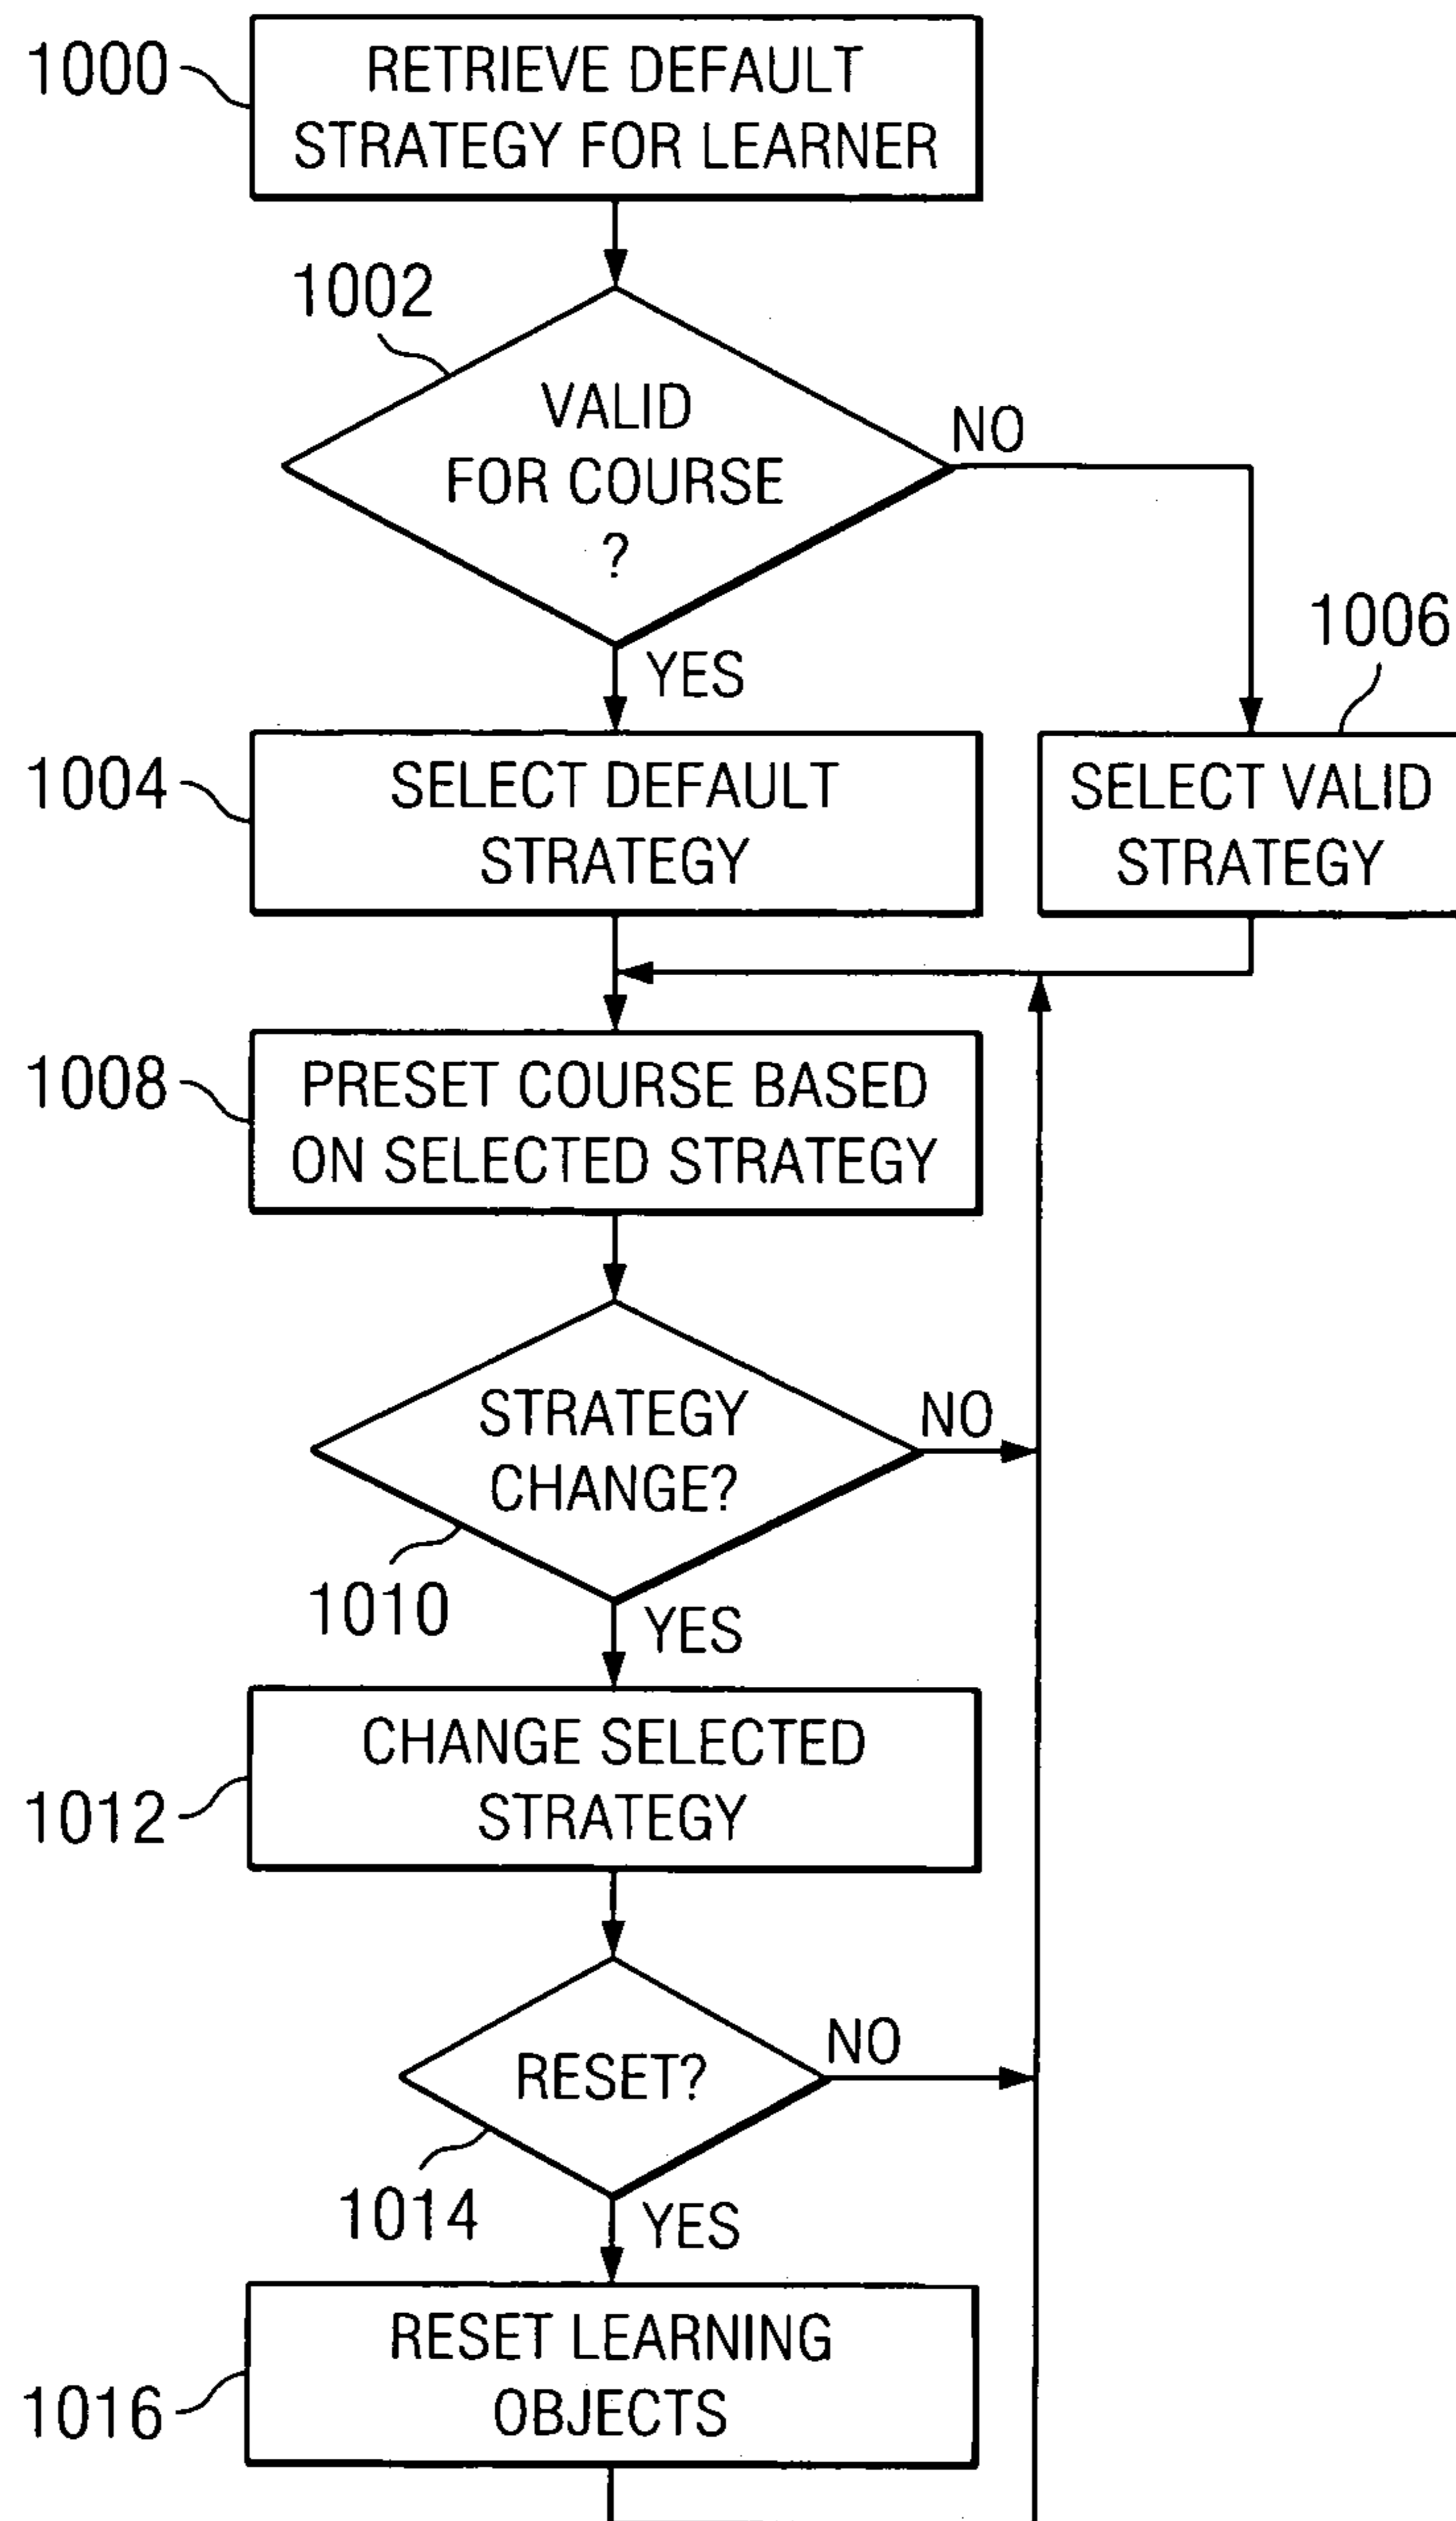 1000
RETRIEVE DEFAULT
STRATEGY FOR LEARNER
1002
VALID
FOR COURSE
?
NO
YES
1006
1004
SELECT DEFAULT
STRATEGY
SELECT VALID
STRATEGY
1008
PRESET COURSE BASED
ON SELECTED STRATEGY
STRATEGY
CHANGE?
NO
1010
YES
1012
CHANGE SELECTED
STRATEGY
RESET?
NO
1014
YES
1016
RESET LEARNING
OBJECTS